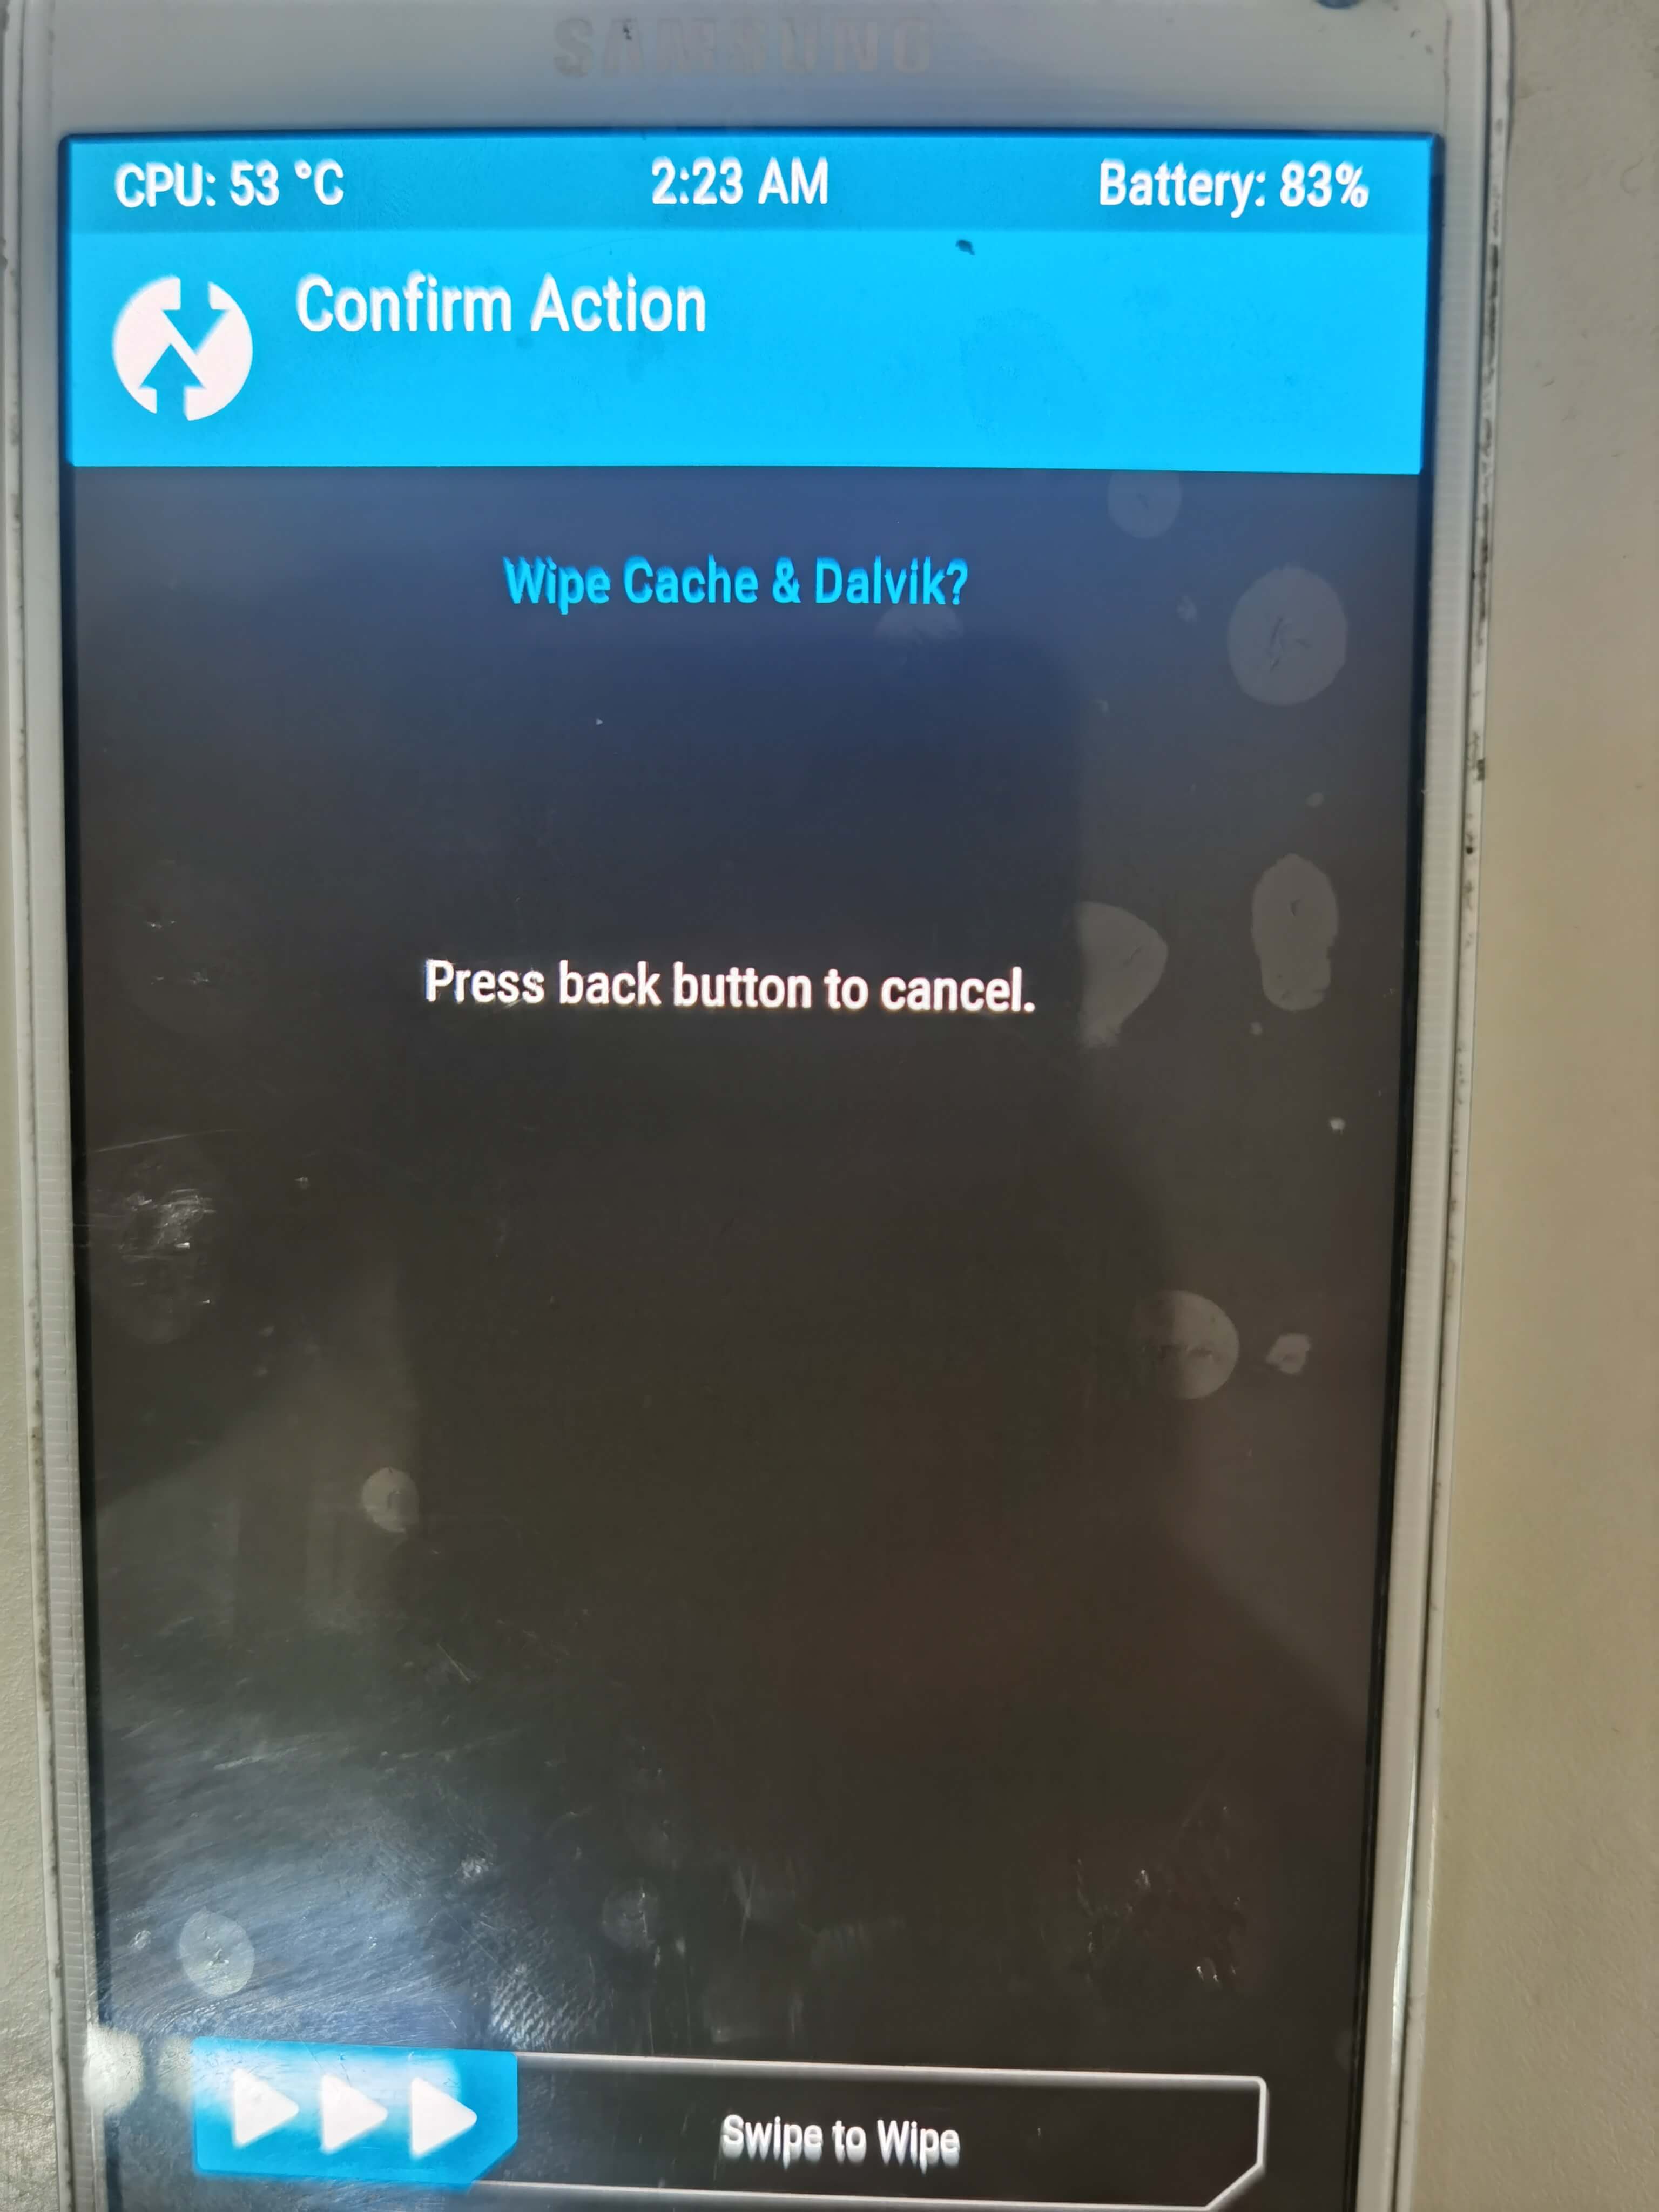 SAMSUNG
CPU: 53 °C 2:23 AM Battery: 83%
Confirm Action
Wipe Cache & Dalvik?
Press back button to cancel.
Swipe to Wipe